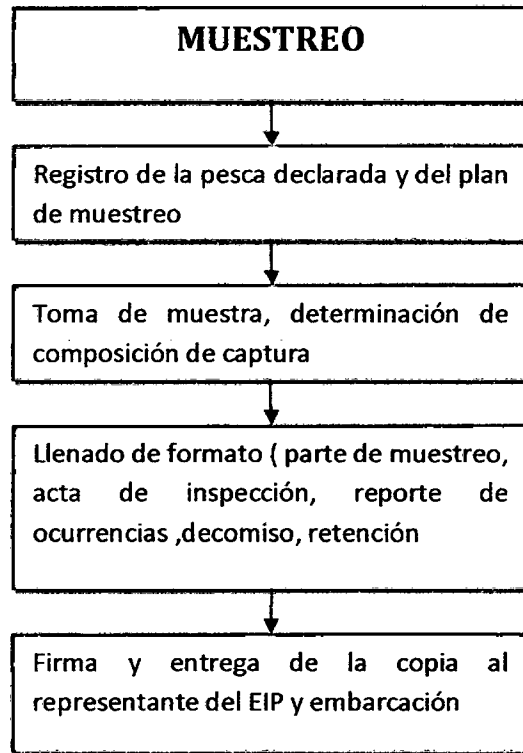 MUESTREO
Registro de la pesca declarada y del plan
de muestreo
Toma de muestra, determinación de
composición de captura
Llenado de formato ( parte de muestreo,
acta de inspección, reporte de
ocurrencias ,decomiso, retención
Firma y entrega de la copia al
representante del EIP y embarcación